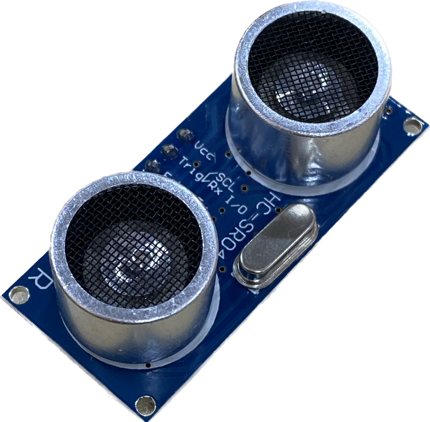 Vcc SCL
Trig/Rx I/O
HC-SR04
R